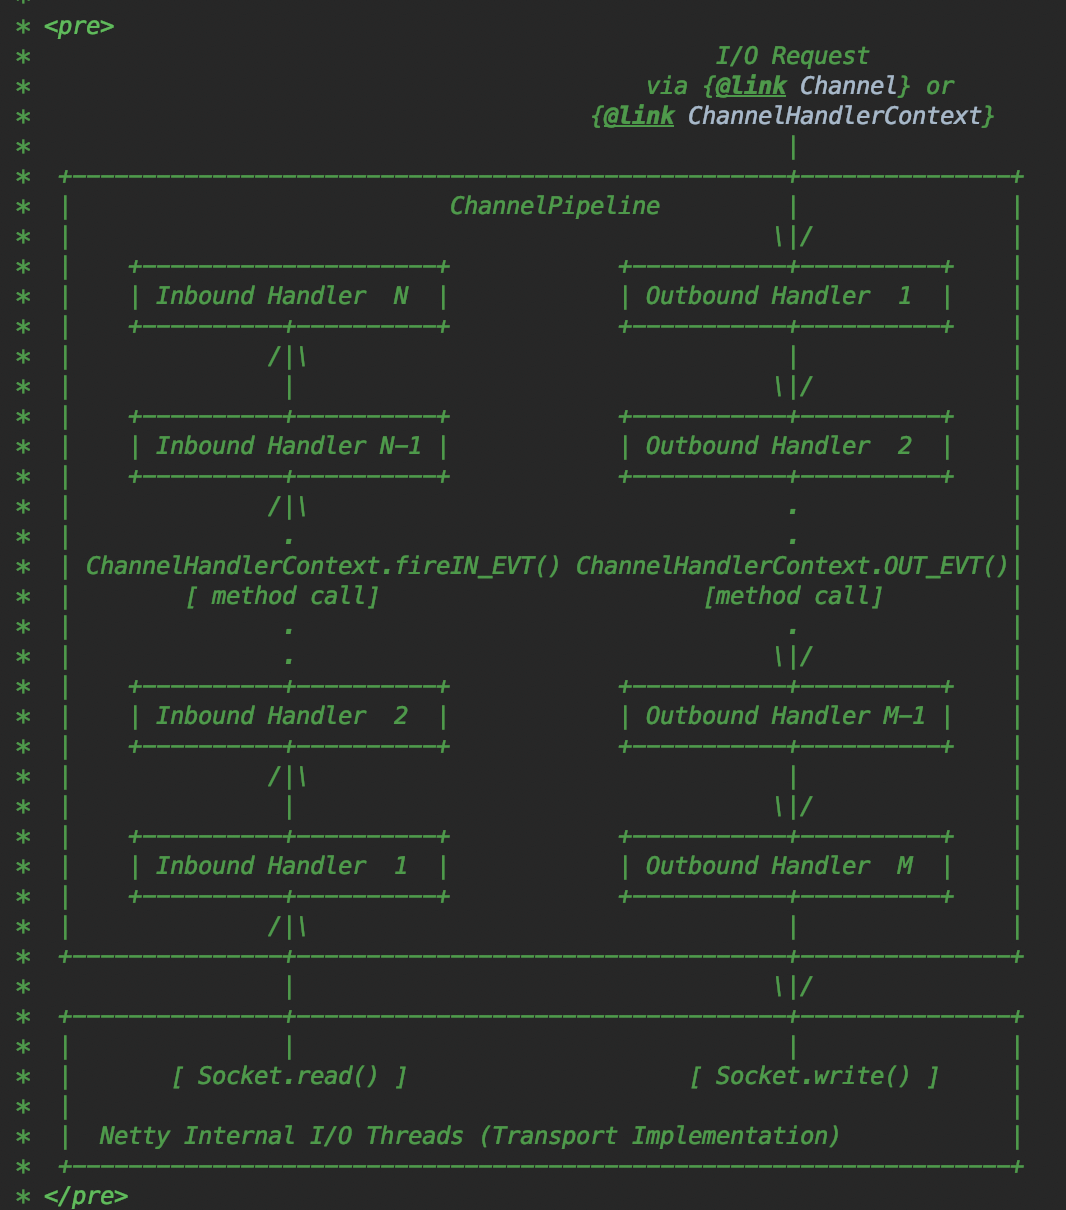 *
* <pre>
*                                                  I/O Request
*                                             via {@link Channel} or
*                                         {@link ChannelHandlerContext}
*                                                       |
*  +---------------------------------------------------+---------------+
*  |                           ChannelPipeline         |               |
*  |                                                  \|/              |
*  |    +---------------------+            +-----------+----------+    |
*  |    | Inbound Handler  N  |            | Outbound Handler  1  |    |
*  |    +----------+----------+            +-----------+----------+    |
*  |              /|\                                  |               |
*  |               |                                  \|/              |
*  |    +----------+----------+            +-----------+----------+    |
*  |    | Inbound Handler N-1 |            | Outbound Handler  2  |    |
*  |    +----------+----------+            +-----------+----------+    |
*  |              /|\                                  .               |
*  |               .                                   .               |
*  | ChannelHandlerContext.fireIN_EVT() ChannelHandlerContext.OUT_EVT()|
*  |        [ method call]                       [method call]         |
*  |               .                                   .               |
*  |               .                                  \|/              |
*  |    +----------+----------+            +-----------+----------+    |
*  |    | Inbound Handler  2  |            | Outbound Handler M-1 |    |
*  |    +----------+----------+            +-----------+----------+    |
*  |              /|\                                  |               |
*  |               |                                  \|/              |
*  |    +----------+----------+            +-----------+----------+    |
*  |    | Inbound Handler  1  |            | Outbound Handler  M  |    |
*  |    +----------+----------+            +-----------+----------+    |
*  |              /|\                                  |               |
*  +---------------+-----------------------------------+---------------+
*                  |                                  \|/
*  +---------------+-----------------------------------+---------------+
*  |               |                                   |               |
*  |       [ Socket.read() ]                    [ Socket.write() ]     |
*  |                                                                   |
*  |  Netty Internal I/O Threads (Transport Implementation)            |
*  +-------------------------------------------------------------------+
* </pre>